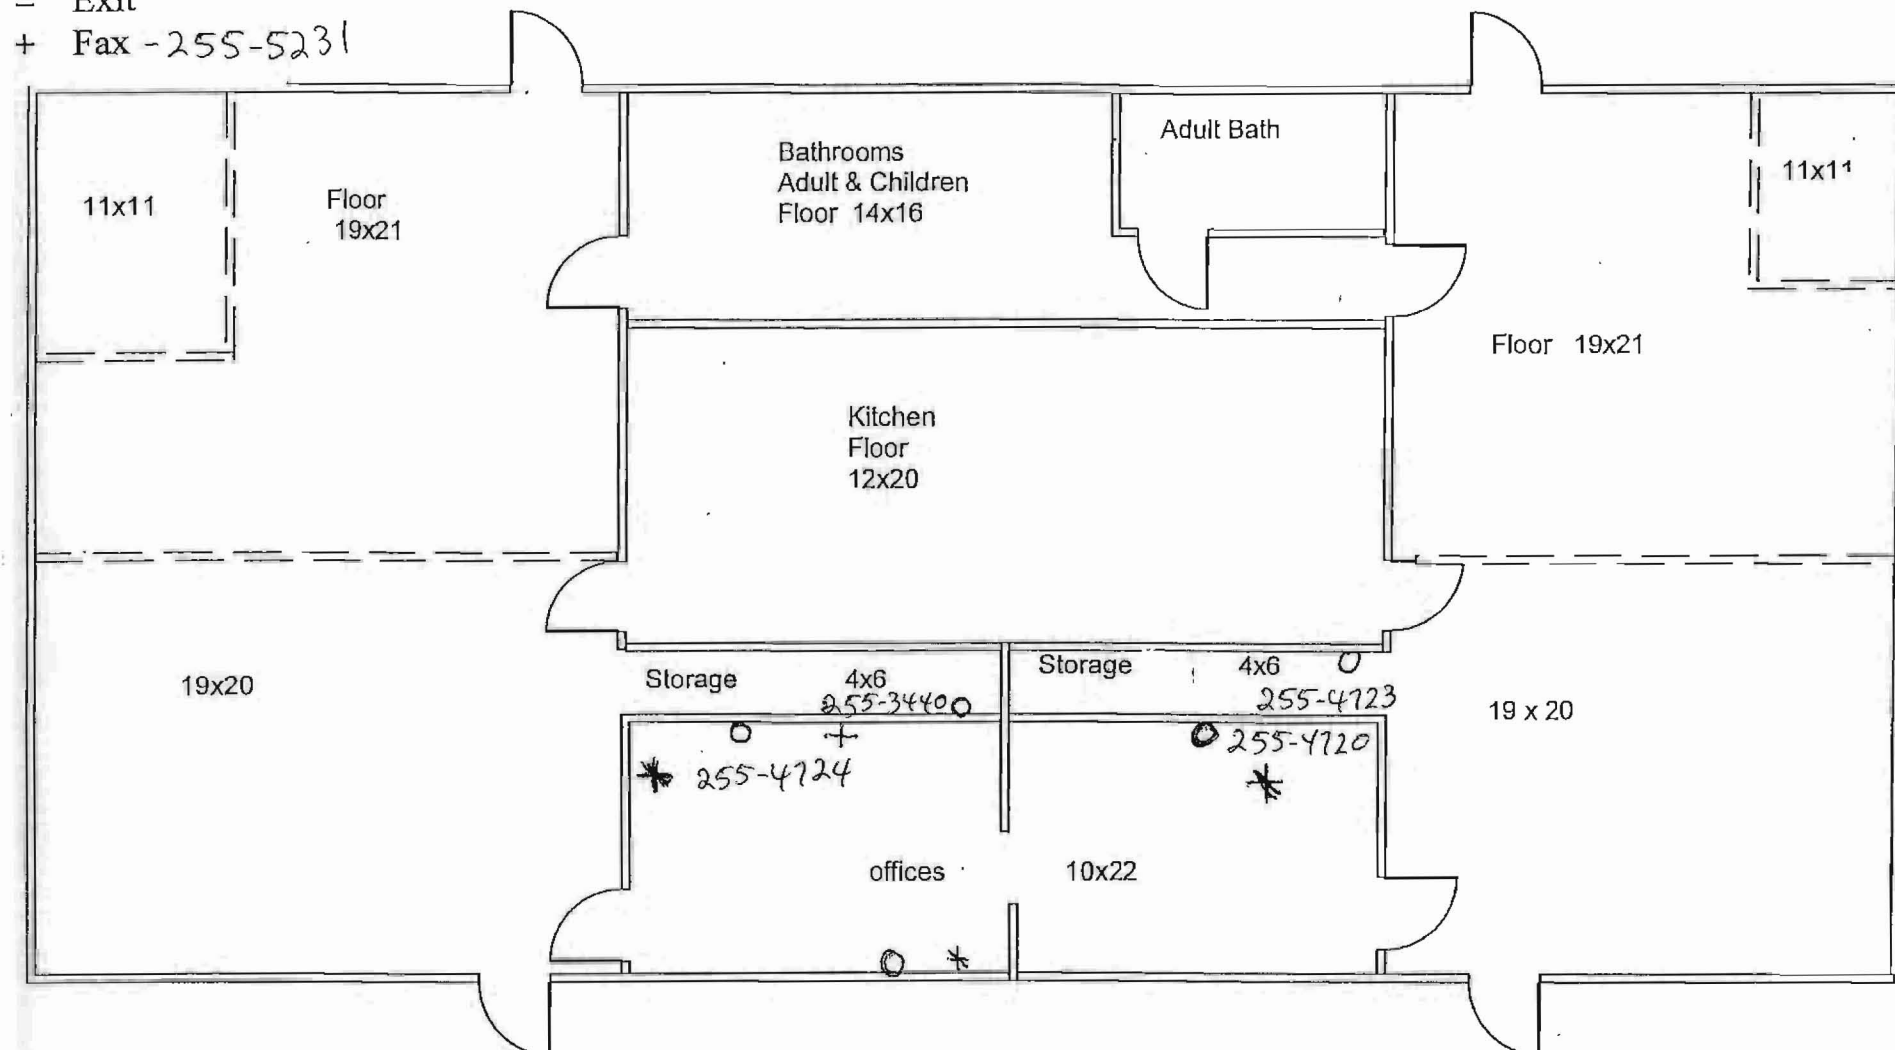 – Exit
+ Fax - 255-5231
Adult Bath
Bathrooms
Adult & Children
Floor 14x16
11x11
11x11
Floor
19x21
Floor 19x21
Kitchen
Floor
12x20
Storage 4x6
255-3440
Storage 4x6
255-4723
19x20
19 x 20
255-4724
255-4720
offices
10x22